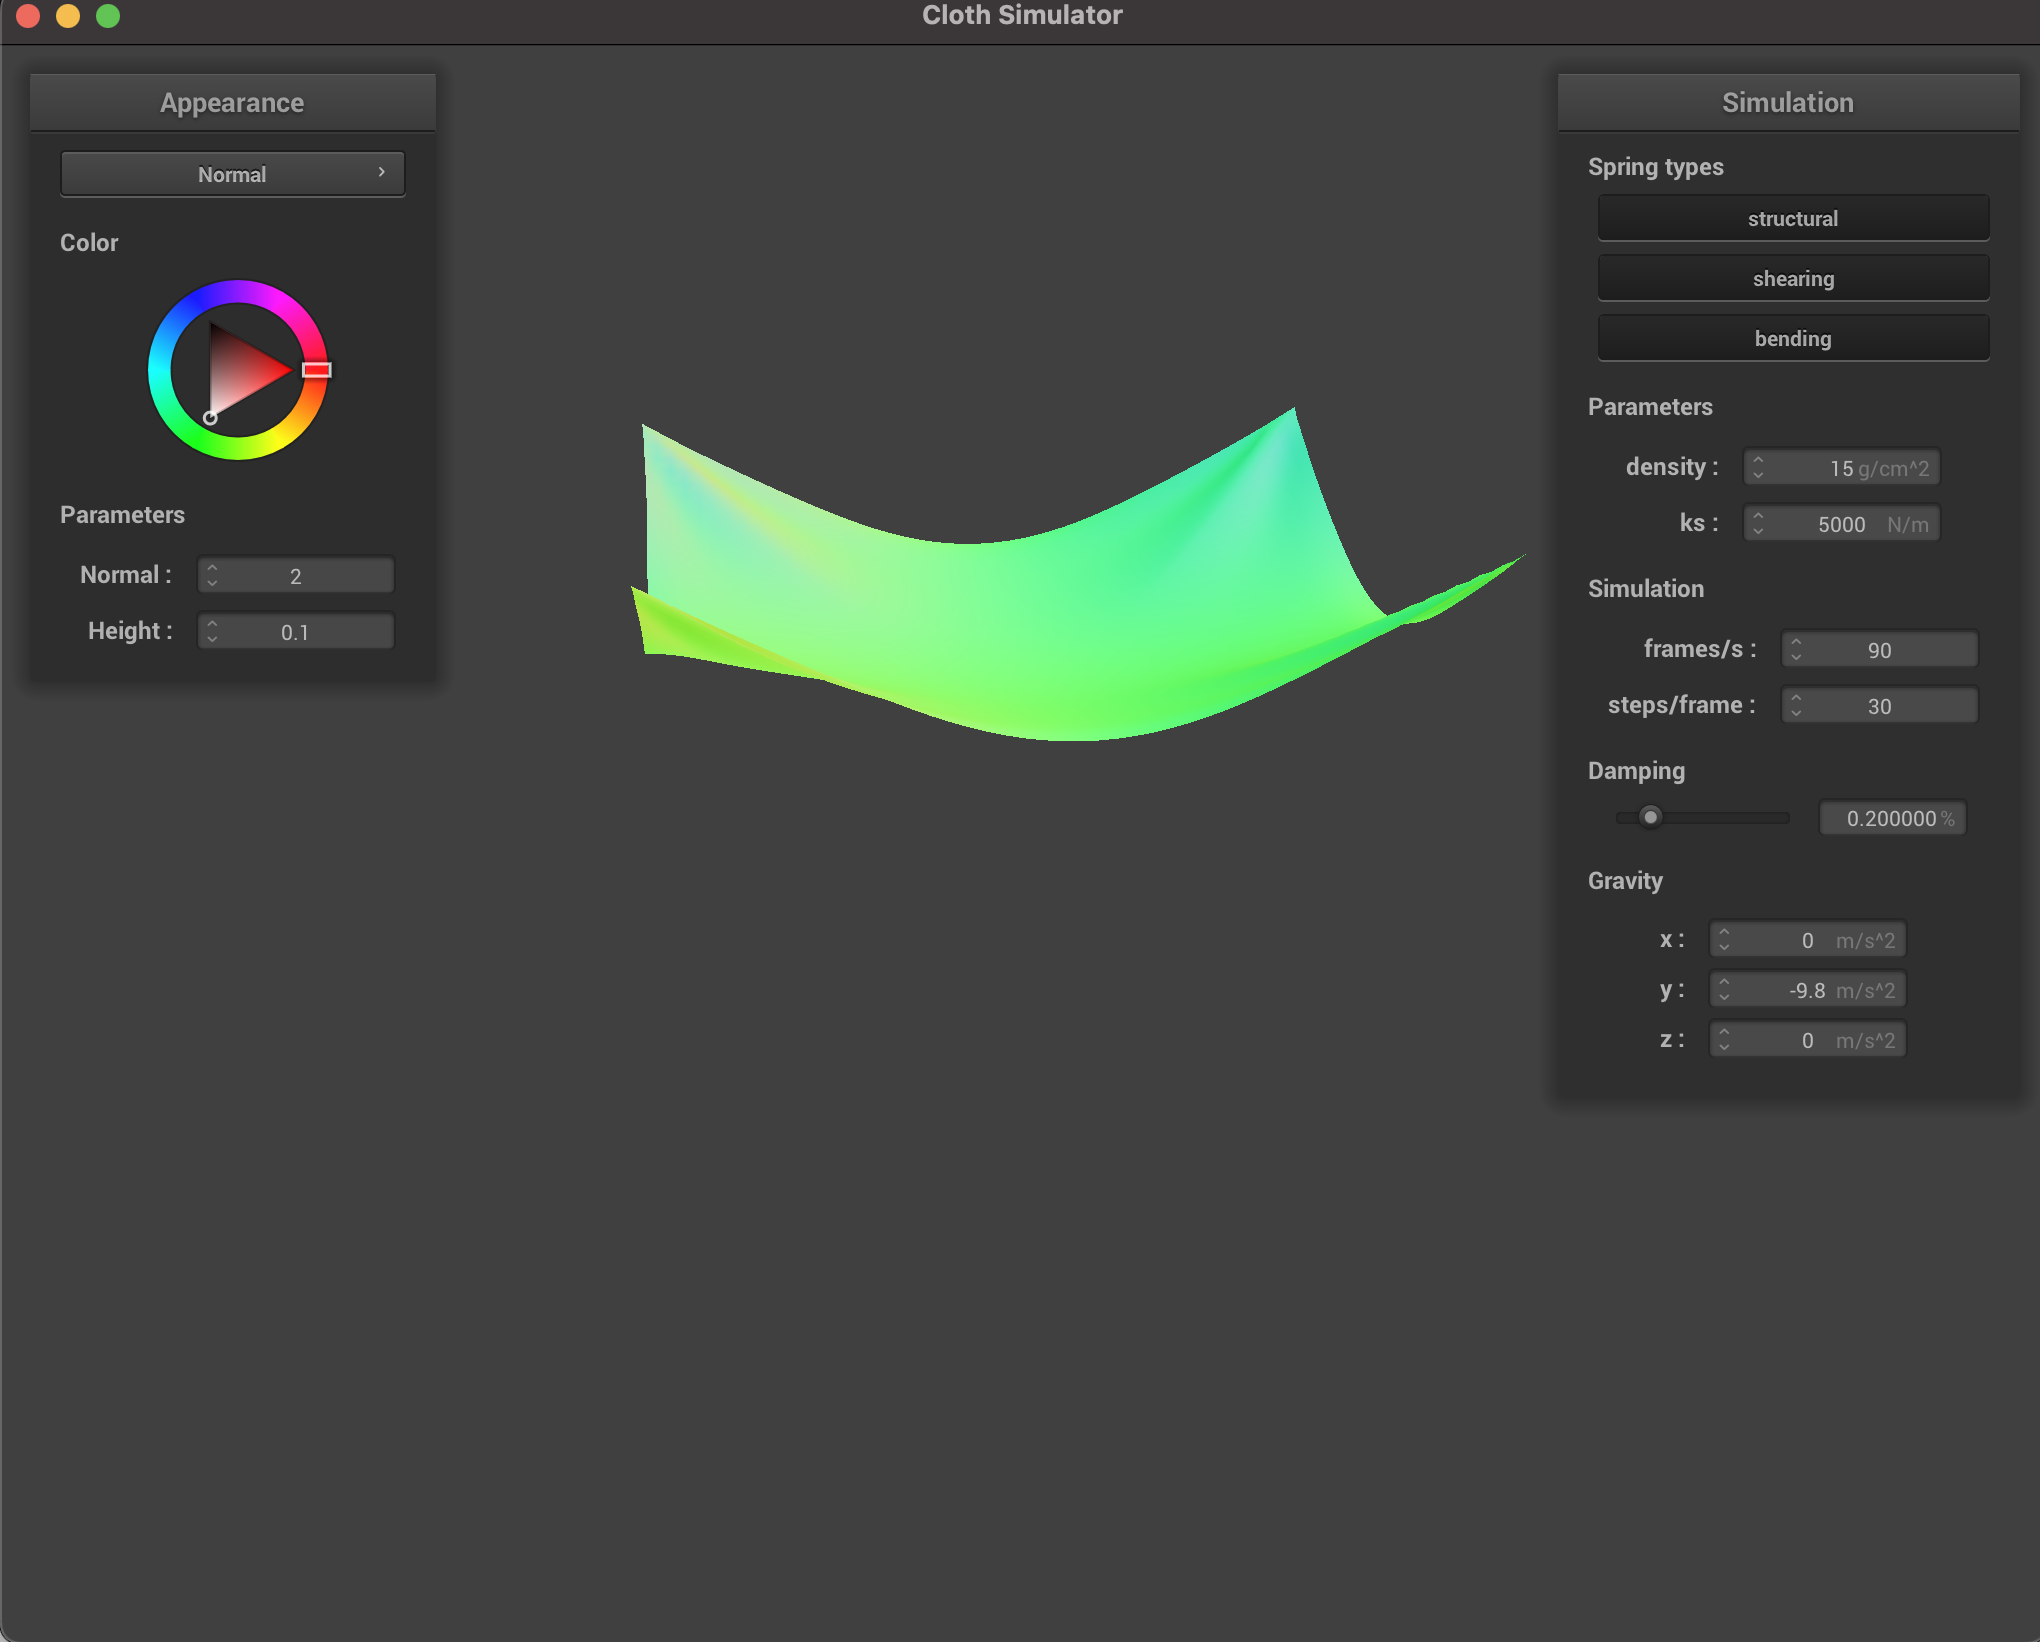 Cloth Simulator
Appearance
Normal
Color
Parameters
Normal : 2
Height : 0.1
Simulation
Spring types
structural
shearing
bending
Parameters
density : 15 g/cm^2
ks : 5000 N/m
Simulation
frames/s : 90
steps/frame : 30
Damping
0.200000 %
Gravity
x : 0 m/s^2
y : -9.8 m/s^2
z : 0 m/s^2